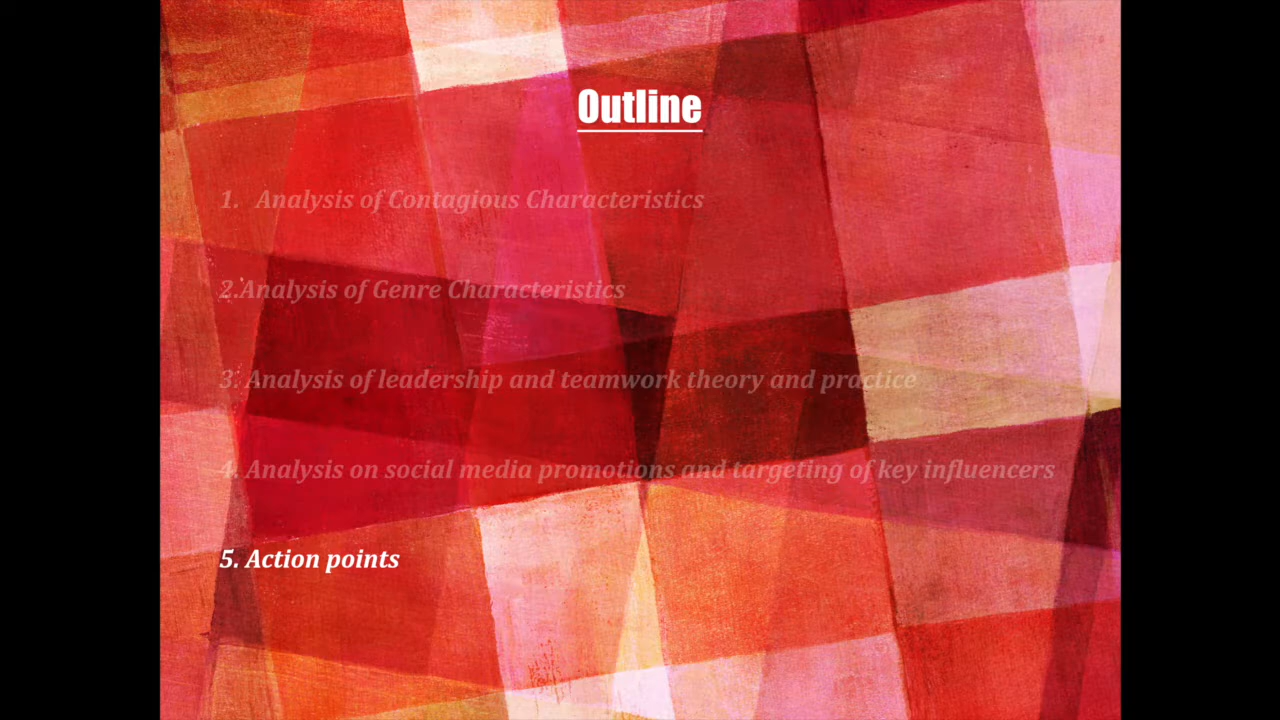 Outline
1. Analysis of Contagious Characteristics
2.Analysis of Genre Characteristics
3. Analysis of leadership and teamwork theory and practice
4. Analysis on social media promotions and targeting of key influencers
5. Action points